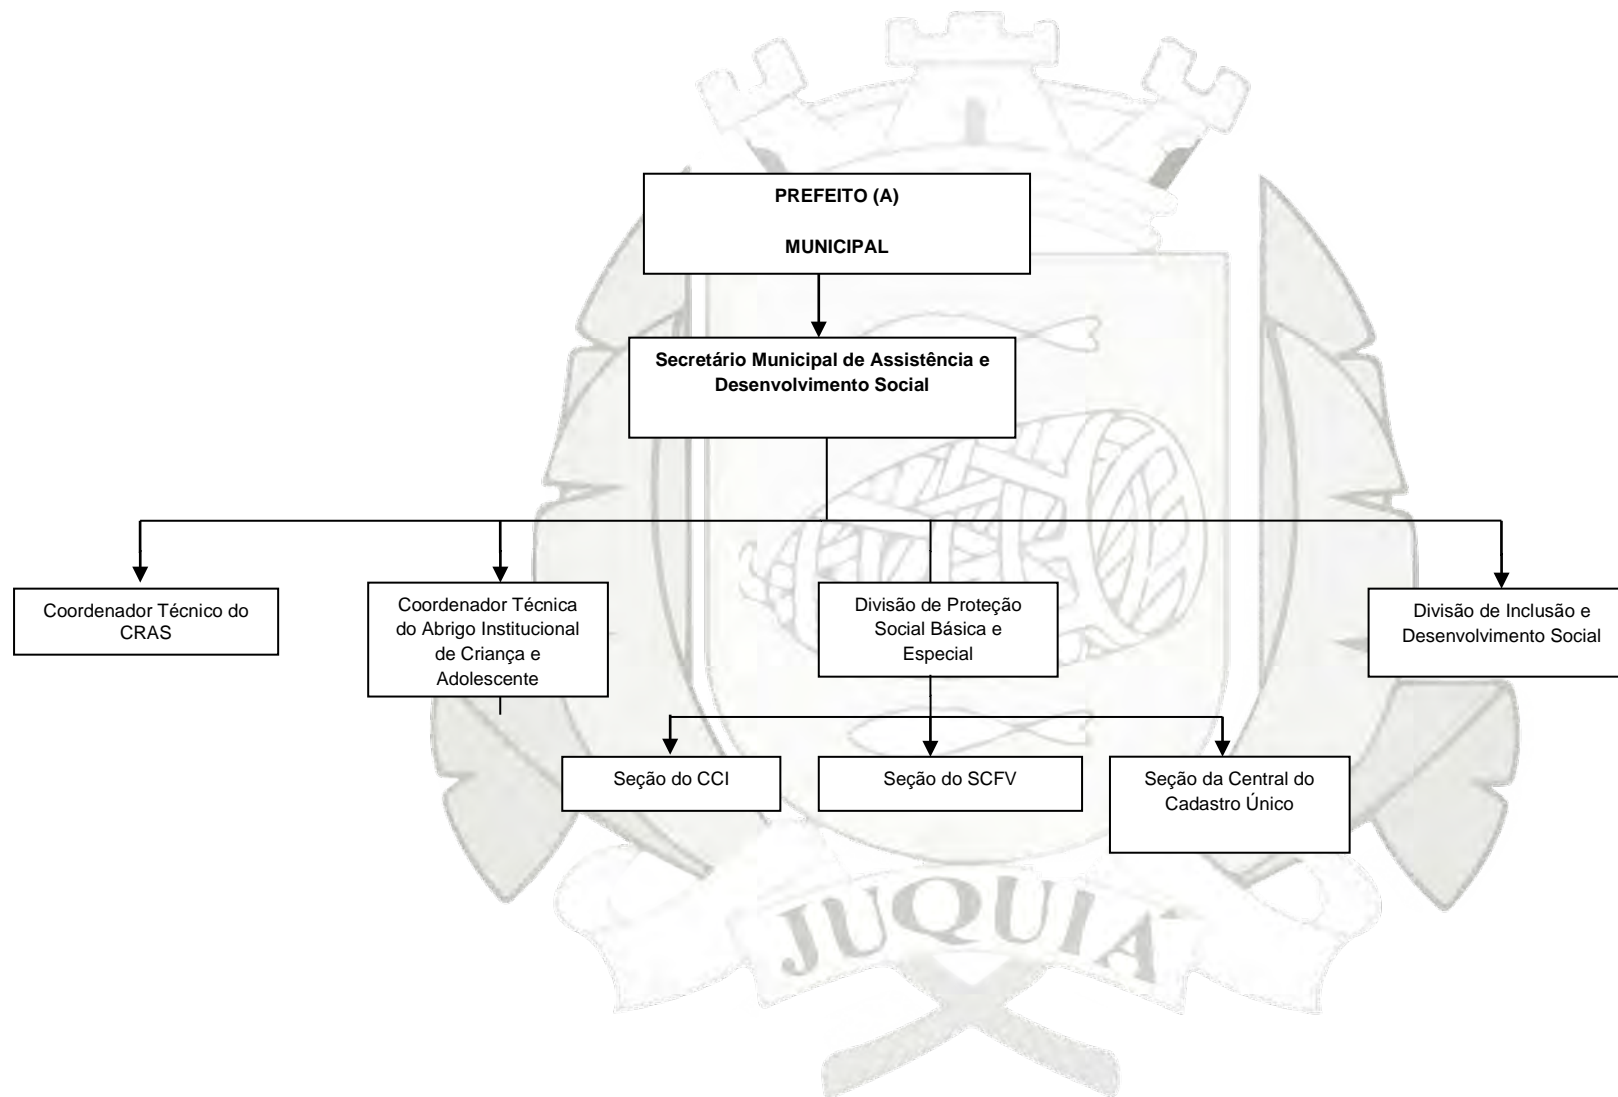 PREFEITO (A)
MUNICIPAL
Secretário Municipal de Assistência e
Desenvolvimento Social
Coordenador Técnico do
CRAS
Coordenador Técnica
do Abrigo Institucional
de Criança e
Adolescente
Divisão de Proteção
Social Básica e
Especial
Divisão de Inclusão e
Desenvolvimento Social
Seção do CCI
Seção do SCFV
Seção da Central do
Cadastro Único
JUQUIÁ